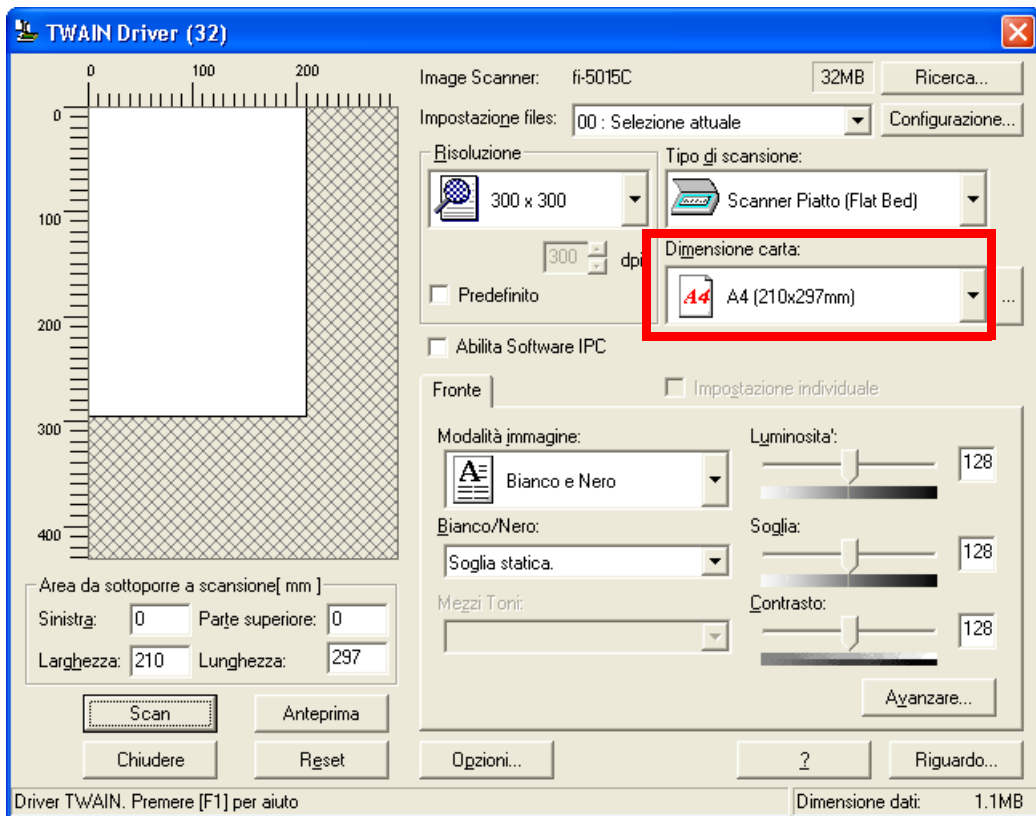 TWAIN Driver (32)
0 100 200
0
100
200
300
400
Image Scanner: fi-5015C 32MB Ricerca...
Impostazione files: 00 : Selezione attuale Configurazione...
Risoluzione
300 x 300
300 dpi
Predefinito
Tipo di scansione:
Scanner Piatto (Flat Bed)
Dimensione carta:
A4 A4 (210x297mm) ...
Abilita Software IPC
Fronte
Impostazione individuale
Modalità immagine:
A Bianco e Nero
Bianco/Nero:
Soglia statica.
Mezzi Toni:
Luminosita':
128
Soglia:
128
Contrasto:
128
Avanzare...
Area da sottoporre a scansione[ mm ]
Sinistra: 0 Parte superiore: 0
Larghezza: 210 Lunghezza: 297
Scan Anteprima
Chiudere Reset
Opzioni... ? Riguardo...
Driver TWAIN. Premere [F1] per aiuto Dimensione dati: 1.1MB